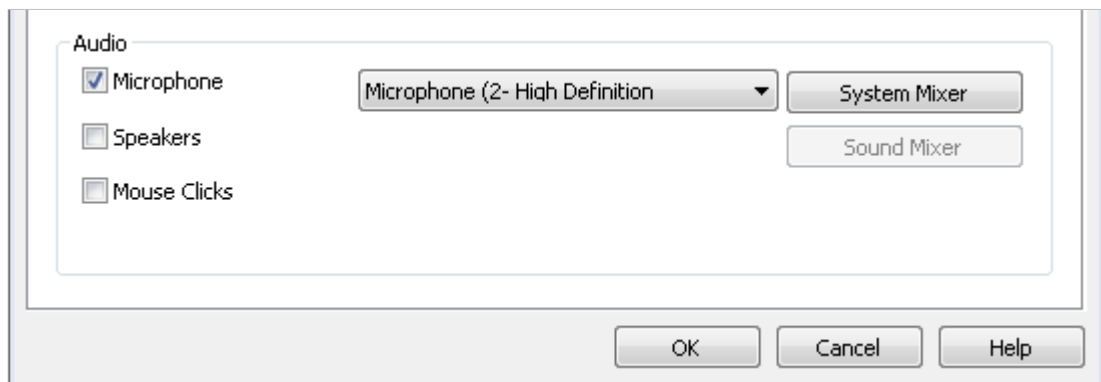 Audio
Microphone
Microphone (2- High Definition
System Mixer
Speakers
Sound Mixer
Mouse Clicks
OK
Cancel
Help